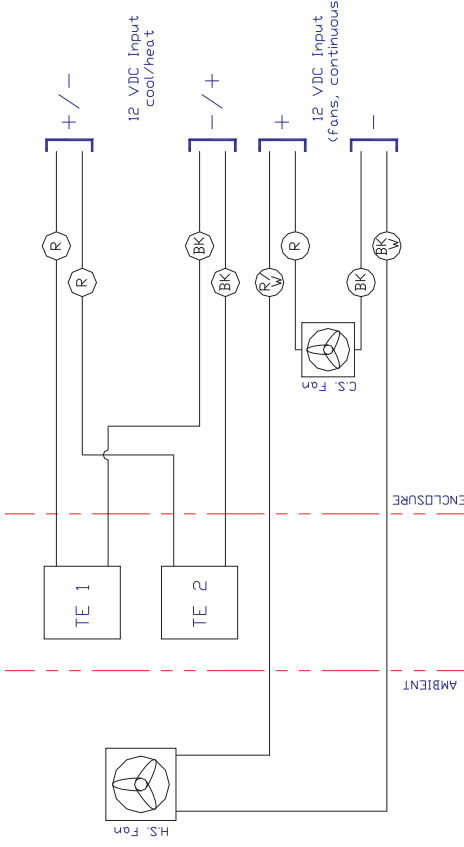 +/-
12 VDC Input
cool/heat
-/+
+
12 VDC Input
(fans, continuous
-
R
R
BK
BK
R/W
R
BK
BK/W
C.S. Fan
ENCLOSURE
TE 1
TE 2
AMBIENT
H.S. Fan